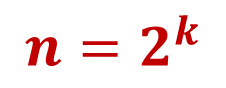 n = 2^k